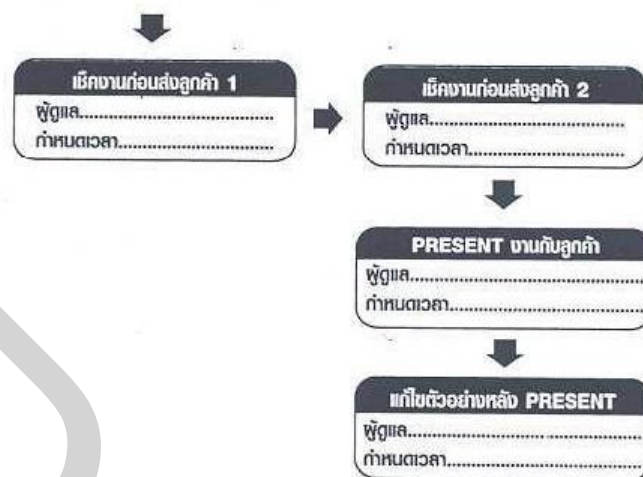 เช็คงานก่อนส่งลูกค้า 1
ผู้ดูแล.............................................
กำหนดเวลา....................................
เช็คงานก่อนส่งลูกค้า 2
ผู้ดูแล.............................................
กำหนดเวลา....................................
PRESENT งานกับลูกค้า
ผู้ดูแล.............................................
กำหนดเวลา....................................
แก้ไขตัวอย่างหลัง PRESENT
ผู้ดูแล.............................................
กำหนดเวลา....................................